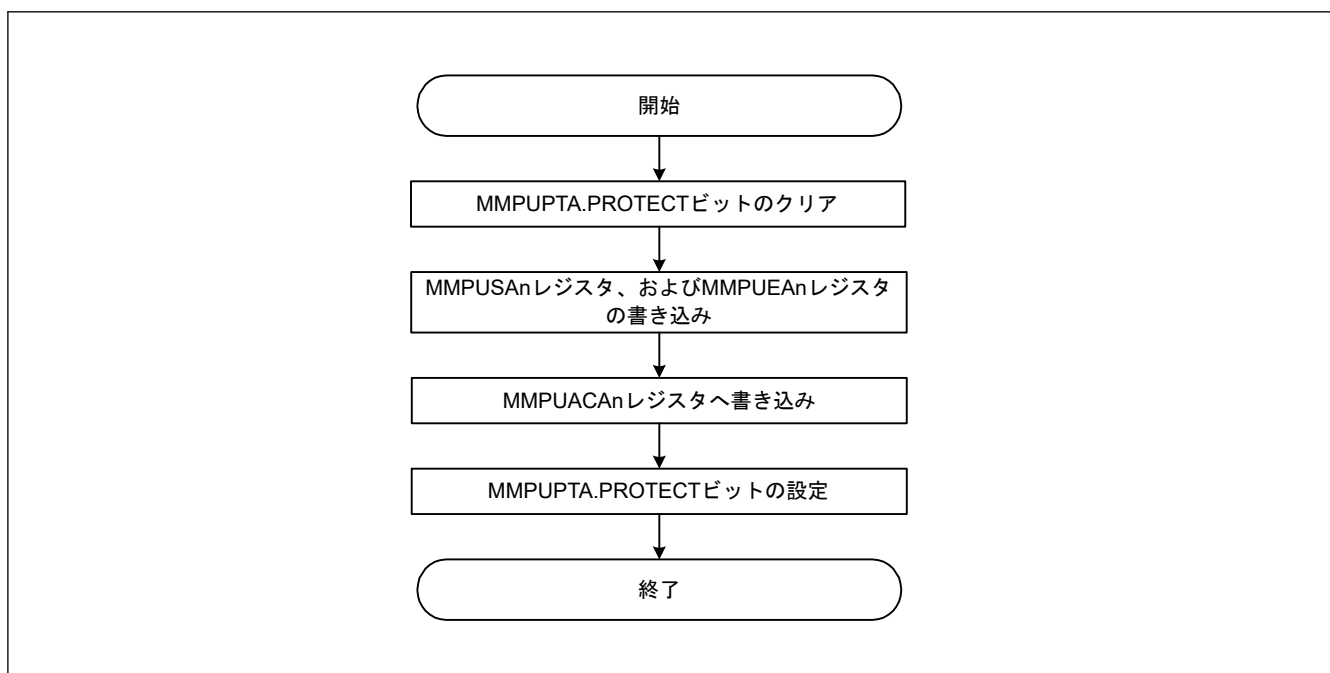 開始
MMPUPTA.PROTECTビットのクリア
MMPUSAnレジスタ、およびMMPUEAnレジスタ
の書き込み
MMPUACAnレジスタへ書き込み
MMPUPTA.PROTECTビットの設定
終了